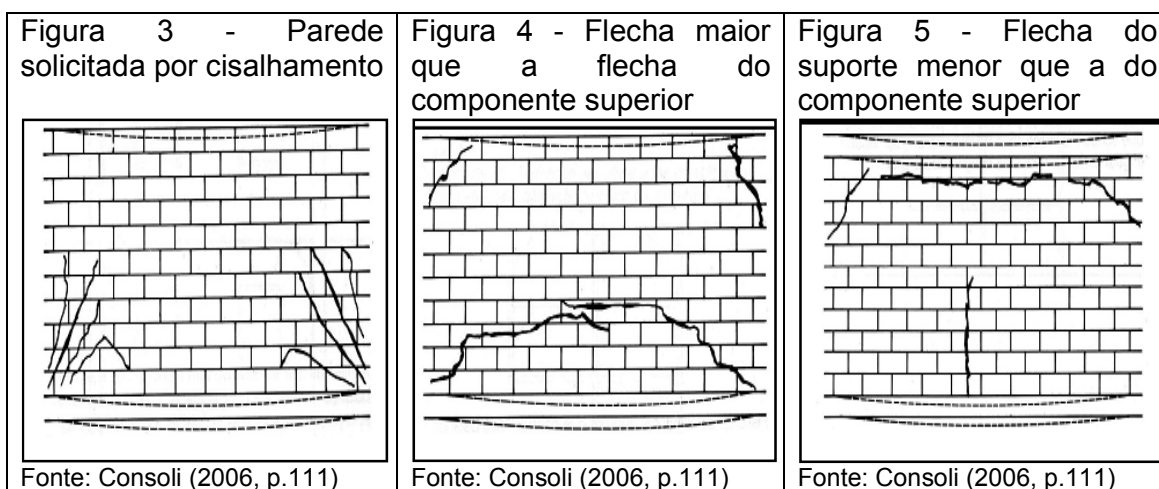 Figura 3 - Parede
solicitada por cisalhamento
Figura 4 - Flecha maior
que a flecha do
componente superior
Figura 5 - Flecha do
suporte menor que a do
componente superior
Fonte: Consoli (2006, p.111)
Fonte: Consoli (2006, p.111)
Fonte: Consoli (2006, p.111)